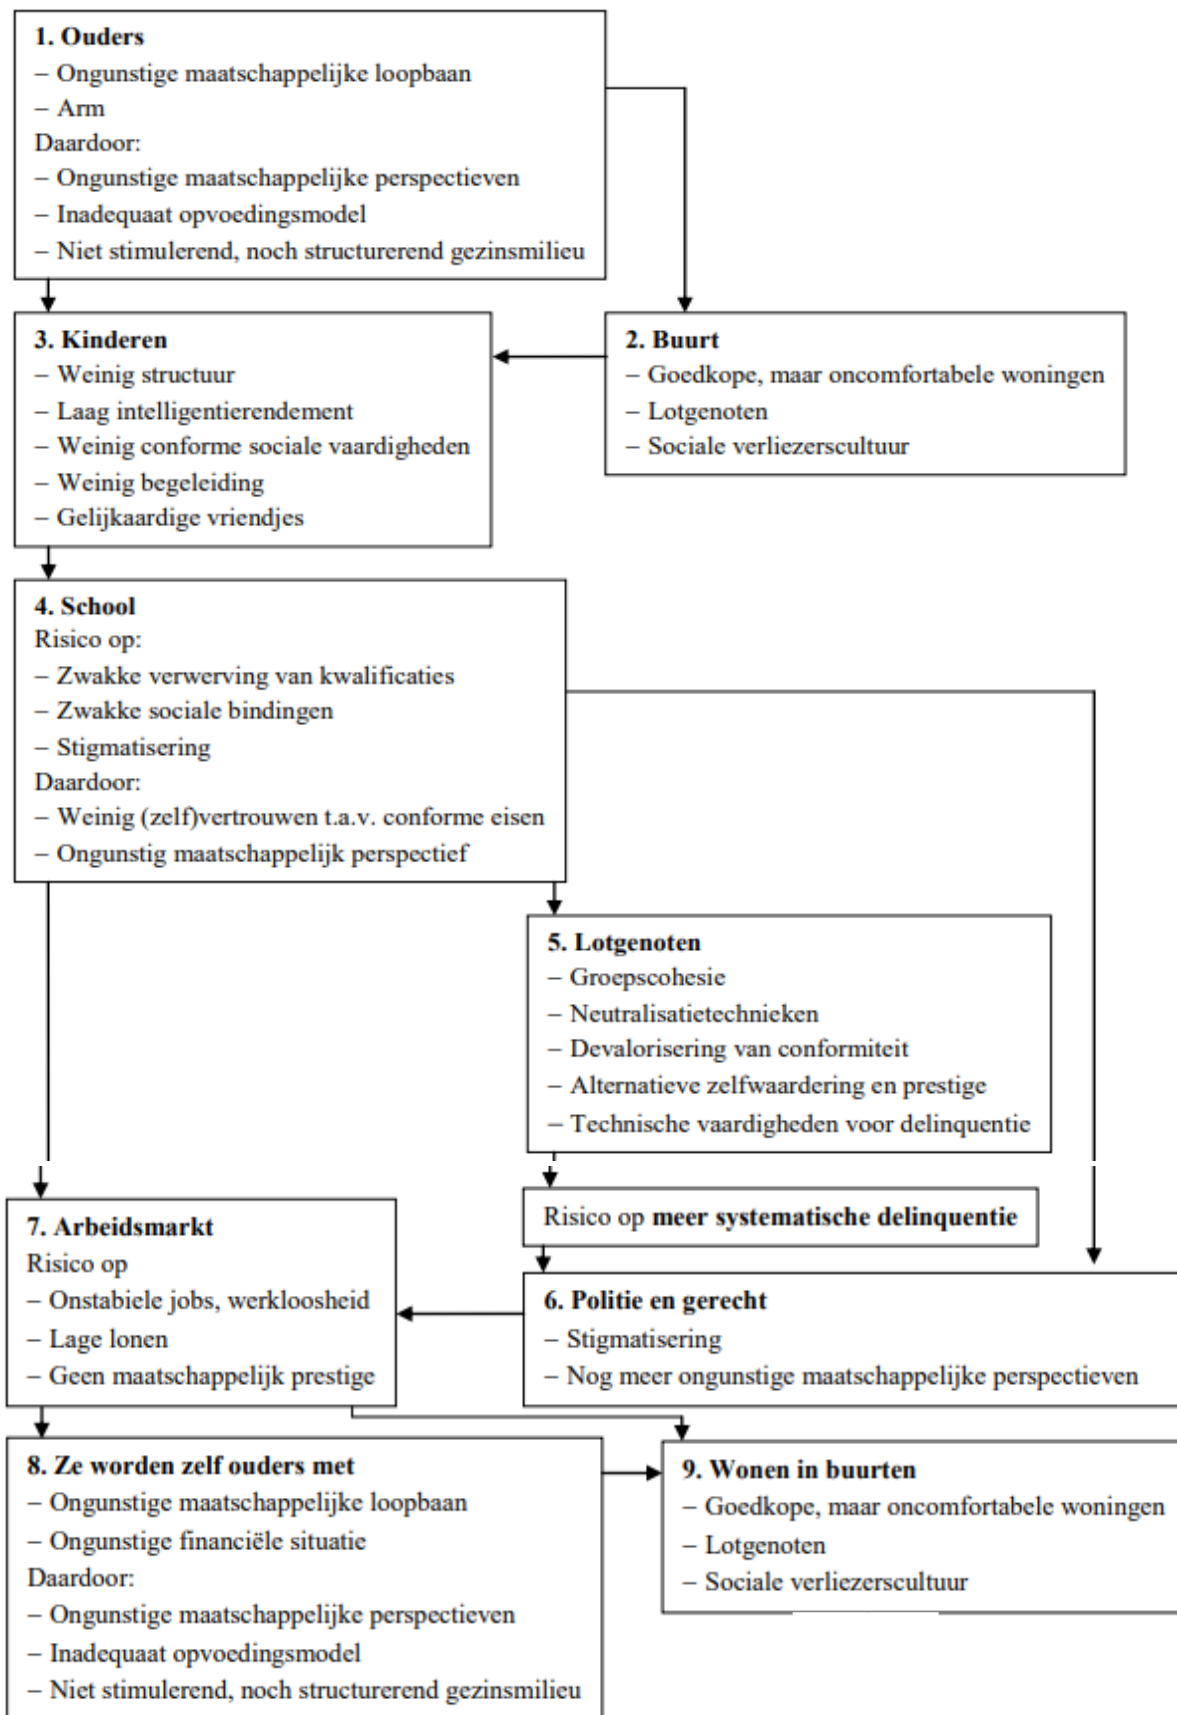 1. Ouders
– Ongunstige maatschappelijke loopbaan
– Arm
Daardoor:
– Ongunstige maatschappelijke perspectieven
– Inadequaat opvoedingsmodel
– Niet stimulerend, noch structurerend gezinsmilieu
2. Buurt
– Goedkope, maar oncomfortabele woningen
– Lotgenoten
– Sociale verliezerscultuur
3. Kinderen
– Weinig structuur
– Laag intelligentierendement
– Weinig conforme sociale vaardigheden
– Weinig begeleiding
– Gelijkaardige vriendjes
4. School
Risico op:
– Zwakke verwerving van kwalificaties
– Zwakke sociale bindingen
– Stigmatisering
Daardoor:
– Weinig (zelf)vertrouwen t.a.v. conforme eisen
– Ongunstig maatschappelijk perspectief
5. Lotgenoten
– Groepscohesie
– Neutralisatietechnieken
– Devalorisering van conformiteit
– Alternatieve zelfwaardering en prestige
– Technische vaardigheden voor delinquentie
Risico op meer systematische delinquentie
6. Politie en gerecht
– Stigmatisering
– Nog meer ongunstige maatschappelijke perspectieven
7. Arbeidsmarkt
Risico op
– Onstabiele jobs, werkloosheid
– Lage lonen
– Geen maatschappelijk prestige
8. Ze worden zelf ouders met
– Ongunstige maatschappelijke loopbaan
– Ongunstige financiële situatie
Daardoor:
– Ongunstige maatschappelijke perspectieven
– Inadequaat opvoedingsmodel
– Niet stimulerend, noch structurerend gezinsmilieu
9. Wonen in buurten
– Goedkope, maar oncomfortabele woningen
– Lotgenoten
– Sociale verliezerscultuur